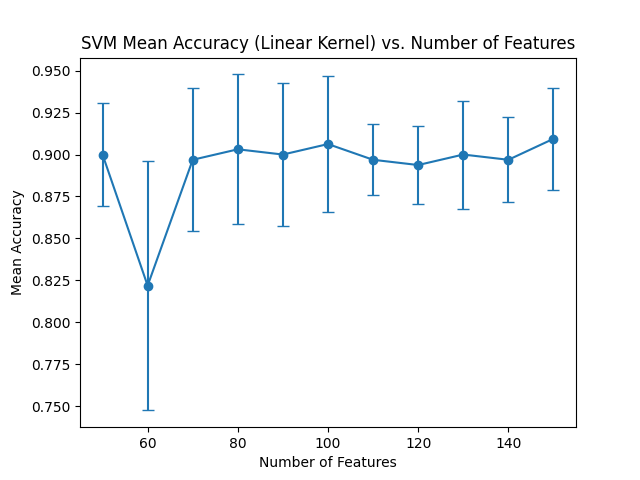 SVM Mean Accuracy (Linear Kernel) vs. Number of Features
0.950
0.925
0.900
0.875
0.850
0.825
0.800
0.775
0.750
Mean Accuracy
60 80 100 120 140
Number of Features